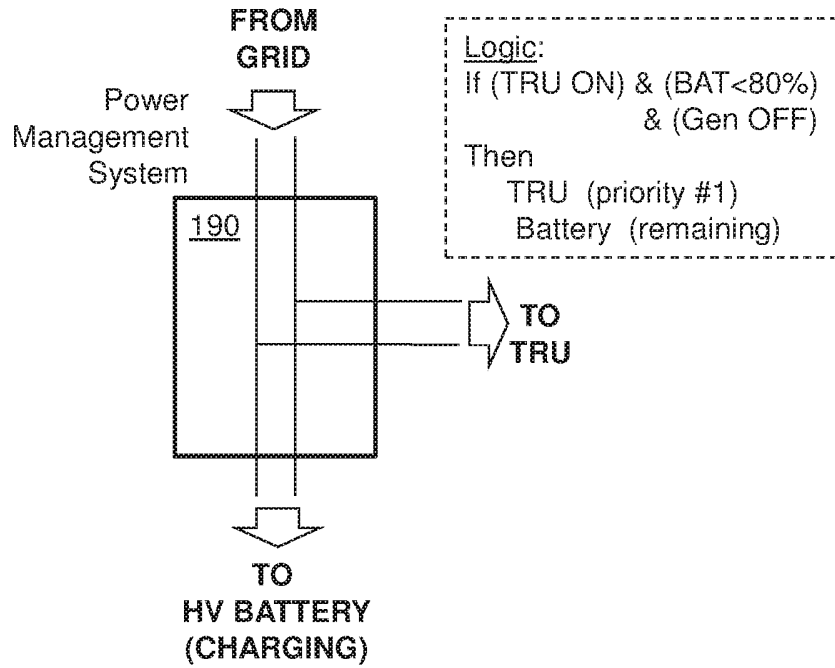 FROM
GRID
Power
Management
System
190
Logic:
If (TRU ON) & (BAT<80%)
& (Gen OFF)
Then
TRU (priority #1)
Battery (remaining)
TO
TRU
TO
HV BATTERY
(CHARGING)